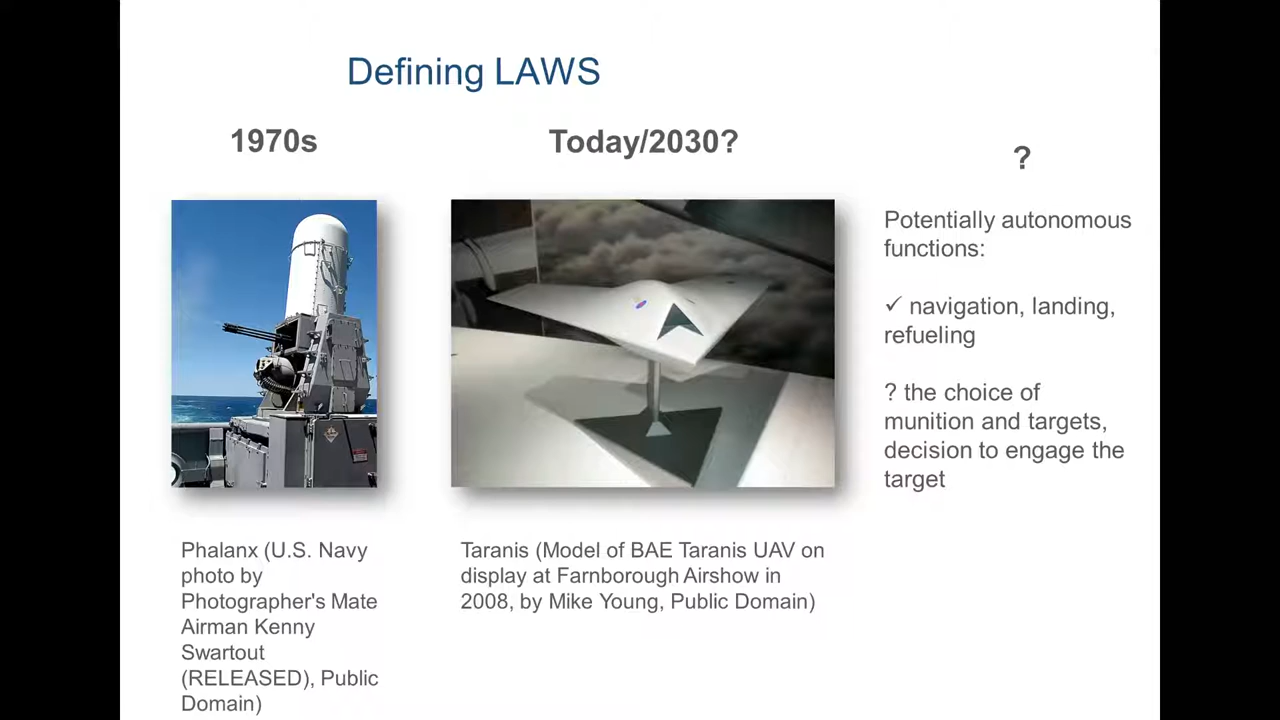 Defining LAWS
1970s
Today/2030?
?
Potentially autonomous
functions:
✓ navigation, landing,
refueling
? the choice of
munition and targets,
decision to engage the
target
Phalanx (U.S. Navy
photo by
Photographer's Mate
Airman Kenny
Swartout
(RELEASED), Public
Domain)
Taranis (Model of BAE Taranis UAV on
display at Farnborough Airshow in
2008, by Mike Young, Public Domain)